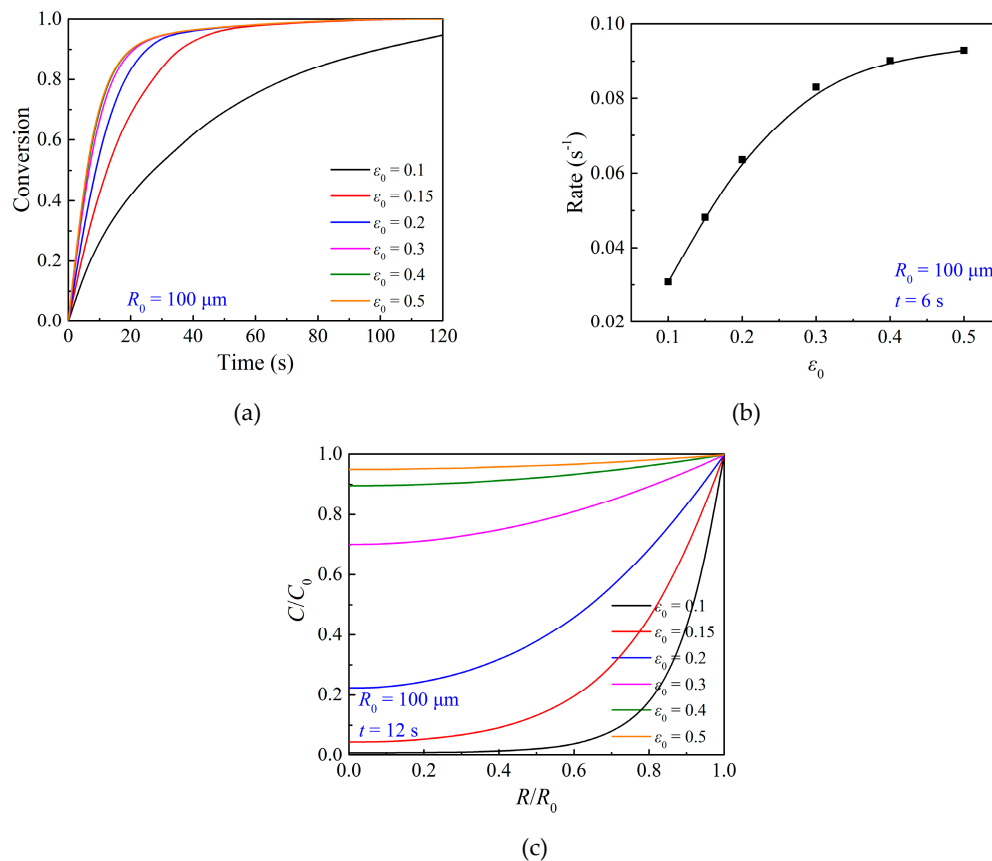 Conversion
1.0
0.8
0.6
0.4
0.2
0.0
0 20 40 60 80 100 120
Time (s)
ε0 = 0.1
ε0 = 0.15
ε0 = 0.2
ε0 = 0.3
ε0 = 0.4
ε0 = 0.5
R0 = 100 μm
(a)
Rate (s-1)
0.10
0.08
0.06
0.04
0.02
0.1 0.2 0.3 0.4 0.5
ε0
R0 = 100 μm
t = 6 s
(b)
C/C0
1.0
0.8
0.6
0.4
0.2
0.0
0.0 0.2 0.4 0.6 0.8 1.0
R/R0
ε0 = 0.1
ε0 = 0.15
ε0 = 0.2
ε0 = 0.3
ε0 = 0.4
ε0 = 0.5
R0 = 100 μm
t = 12 s
(c)